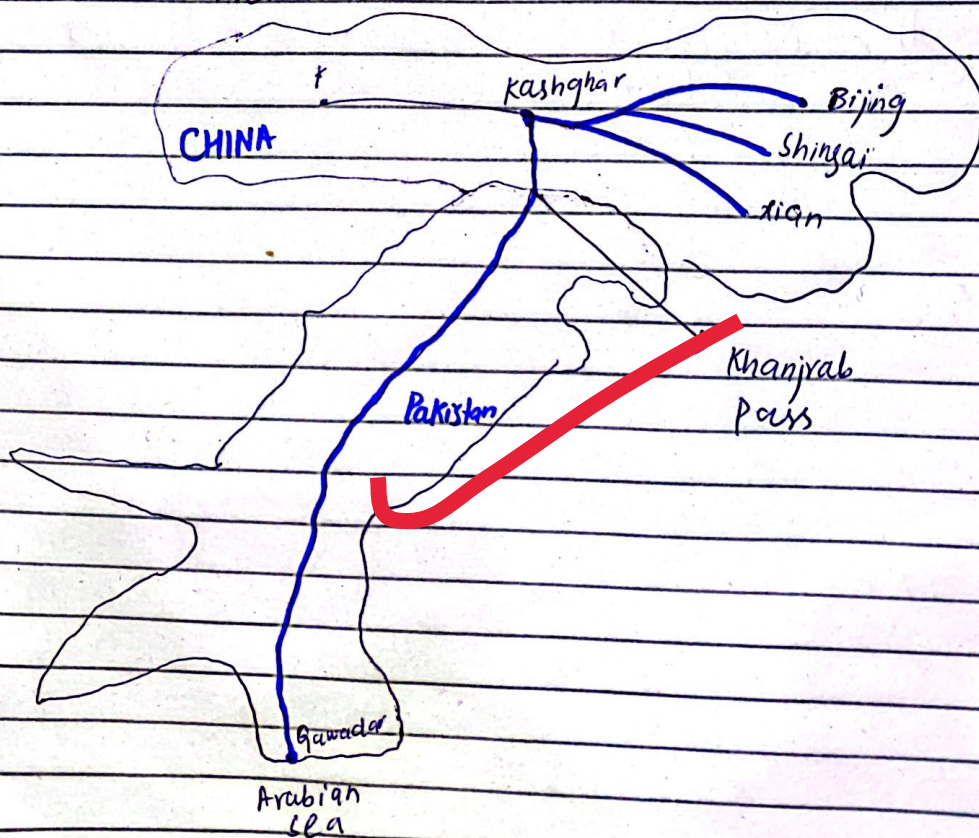 Kashghar
Bijing
CHINA
Shingai
Xian
Khanjrab
Pass
Pakistan
Gawadar
Arabian
sea